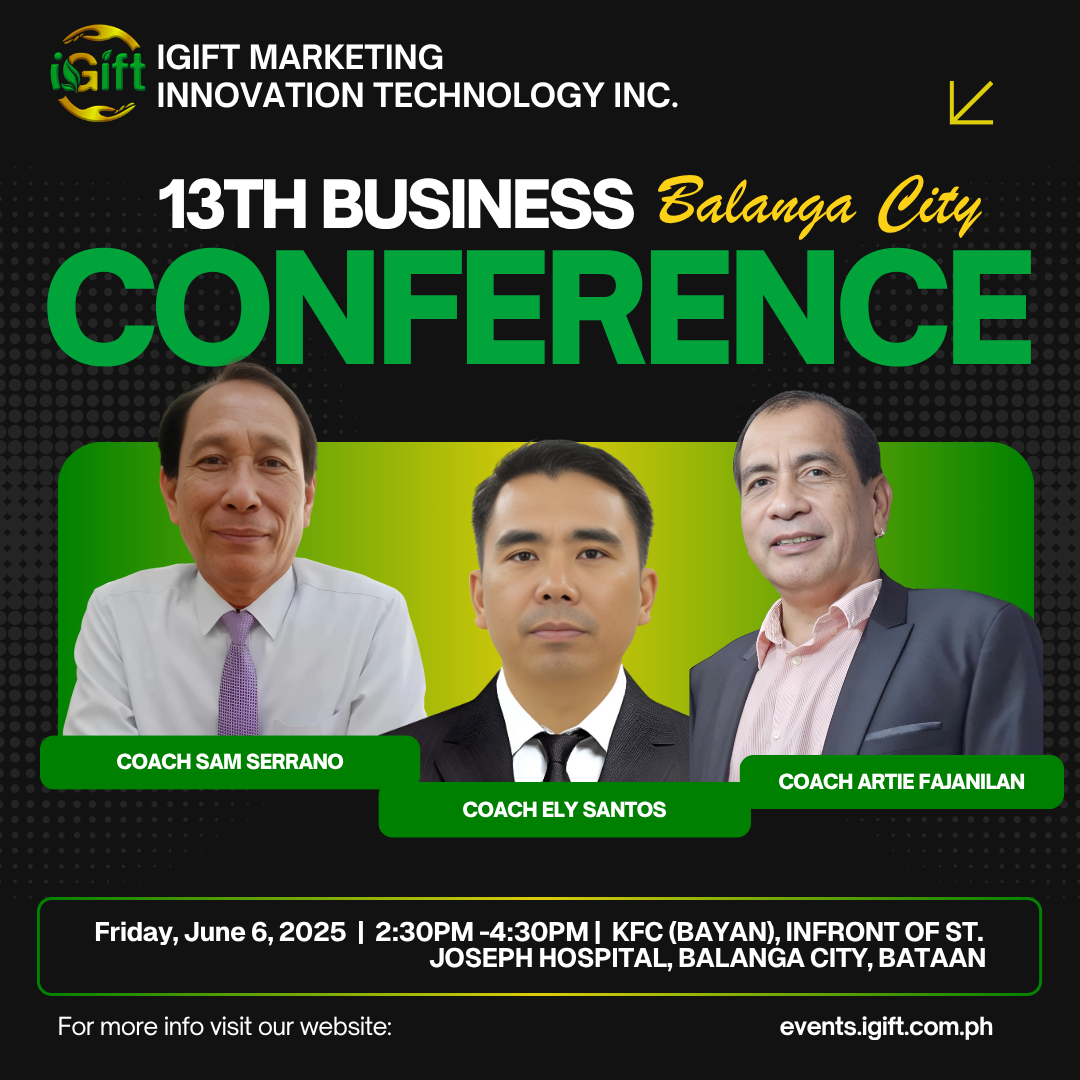 iGift
IGIFT MARKETING
INNOVATION TECHNOLOGY INC.
13TH BUSINESS Balanga City
CONFERENCE
COACH SAM SERRANO
COACH ELY SANTOS
COACH ARTIE FAJANILAN
Friday, June 6, 2025 | 2:30PM -4:30PM | KFC (BAYAN), INFRONT OF ST.
JOSEPH HOSPITAL, BALANGA CITY, BATAAN
For more info visit our website: events.igift.com.ph